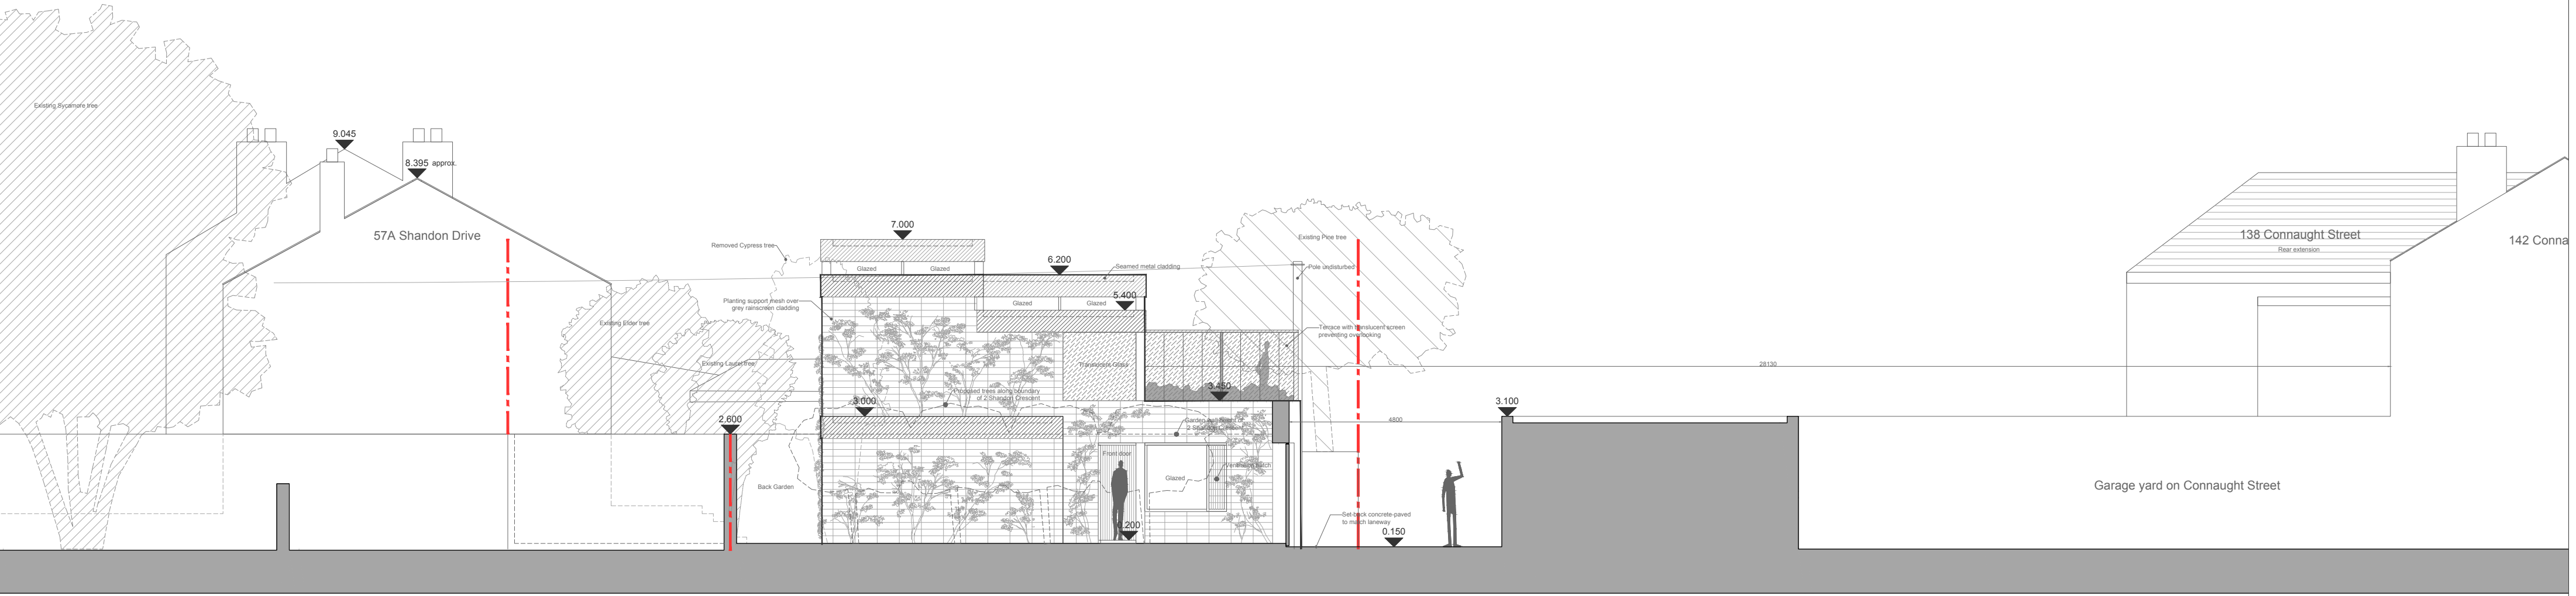 Existing Sycamore tree
9.045
8.395 approx.
57A Shandon Drive
7.000
Removed Cypress tree
Glazed
Glazed
6.200
Seamed metal cladding
Existing Pine tree
Pole undisturbed
138 Connaught Street
Rear extension
142 Conna
Planting support mesh over
grey rainscreen cladding
Glazed
Glazed
5.400
Existing Elder tree
Terrace with translucent screen
preventing overlooking
Existing Laurel tree
Translucent Glass
28130
Proposed trees along boundary
of 2 Shandon Crescent
3.450
3.000
3.100
2.600
4800
Garden
2 Shandon
Front door
Glazed
Ventilation hatch
Back Garden
Garage yard on Connaught Street
Set-back concrete-paved
to match laneway
0.200
0.150